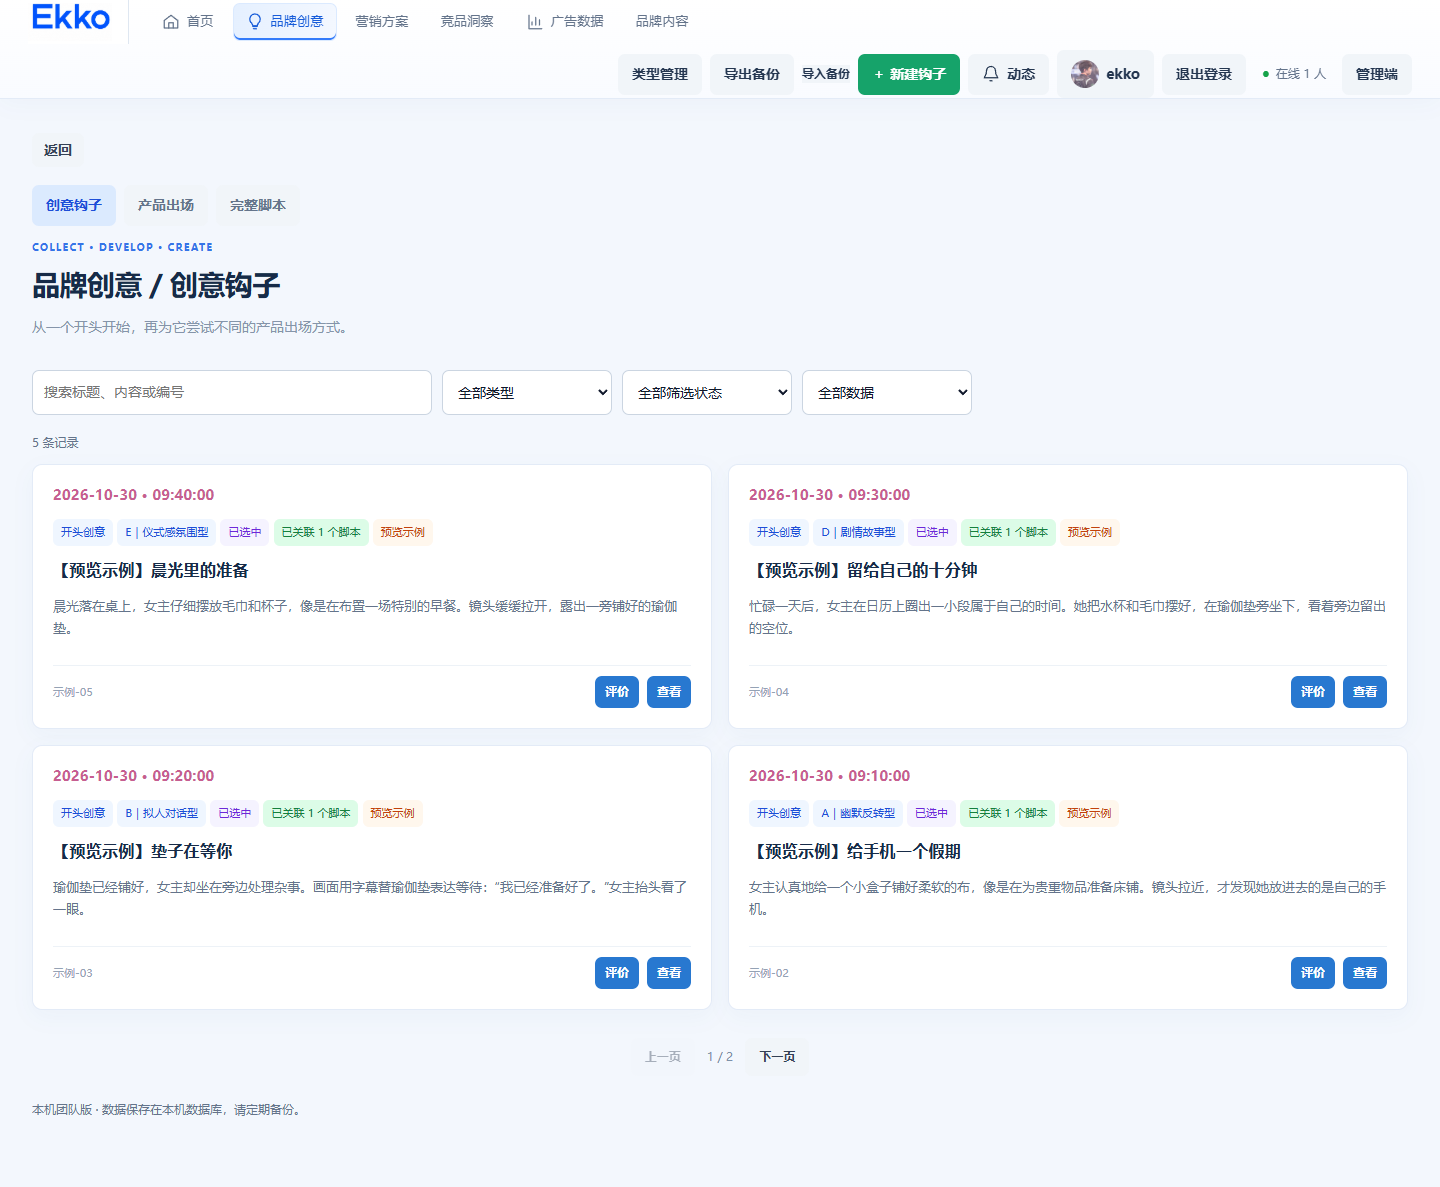 Ekko
首页
品牌创意
营销方案
竞品洞察
广告数据
品牌内容
类型管理
导出备份
导入备份
+ 新建钩子
动态
ekko
退出登录
在线 1 人
管理端
返回
创意钩子
产品出场
完整脚本
COLLECT • DEVELOP • CREATE
品牌创意 / 创意钩子
从一个开头开始，再为它尝试不同的产品出场方式。
搜索标题、内容或编号
全部类型
全部筛选状态
全部数据
5 条记录
2026-10-30 • 09:40:00
开头创意 E｜仪式感氛围型 已选中 已关联 1 个脚本 预览示例
【预览示例】晨光里的准备
晨光落在桌上，女主仔细摆放毛巾和杯子，像是在布置一场特别的早餐。镜头缓缓拉开，露出一旁铺好的瑜伽
垫。
示例-05
评价
查看
2026-10-30 • 09:30:00
开头创意 D｜剧情故事型 已选中 已关联 1 个脚本 预览示例
【预览示例】留给自己的十分钟
忙碌一天后，女主在日历上圈出一小段属于自己的时间。她把水杯和毛巾摆好，在瑜伽垫旁坐下，看着旁边留出
的空位。
示例-04
评价
查看
2026-10-30 • 09:20:00
开头创意 B｜拟人对话型 已选中 已关联 1 个脚本 预览示例
【预览示例】垫子在等你
瑜伽垫已经铺好，女主却坐在旁边处理杂事。画面用字幕替瑜伽垫表达等待：“我已经准备好了。”女主抬头看了
一眼。
示例-03
评价
查看
2026-10-30 • 09:10:00
开头创意 A｜幽默反转型 已选中 已关联 1 个脚本 预览示例
【预览示例】给手机一个假期
女主认真地给一个小盒子铺好柔软的布，像是在为贵重物品准备床铺。镜头拉近，才发现她放进去的是自己的手
机。
示例-02
评价
查看
上一页
1 / 2
下一页
本机团队版 · 数据保存在本机数据库，请定期备份。